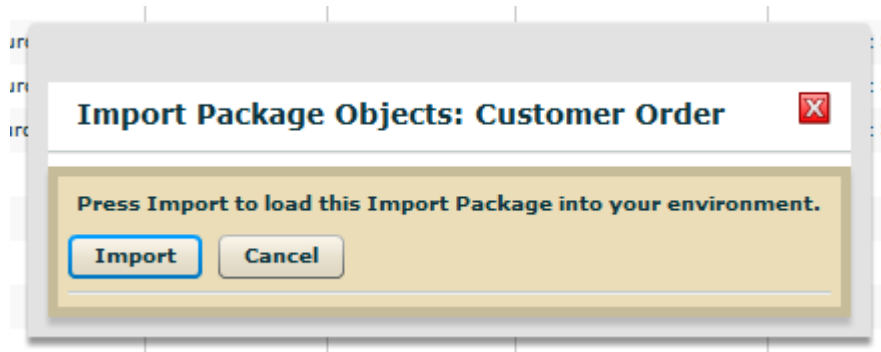 Import Package Objects: Customer Order
X
Press Import to load this Import Package into your environment.
Import Cancel